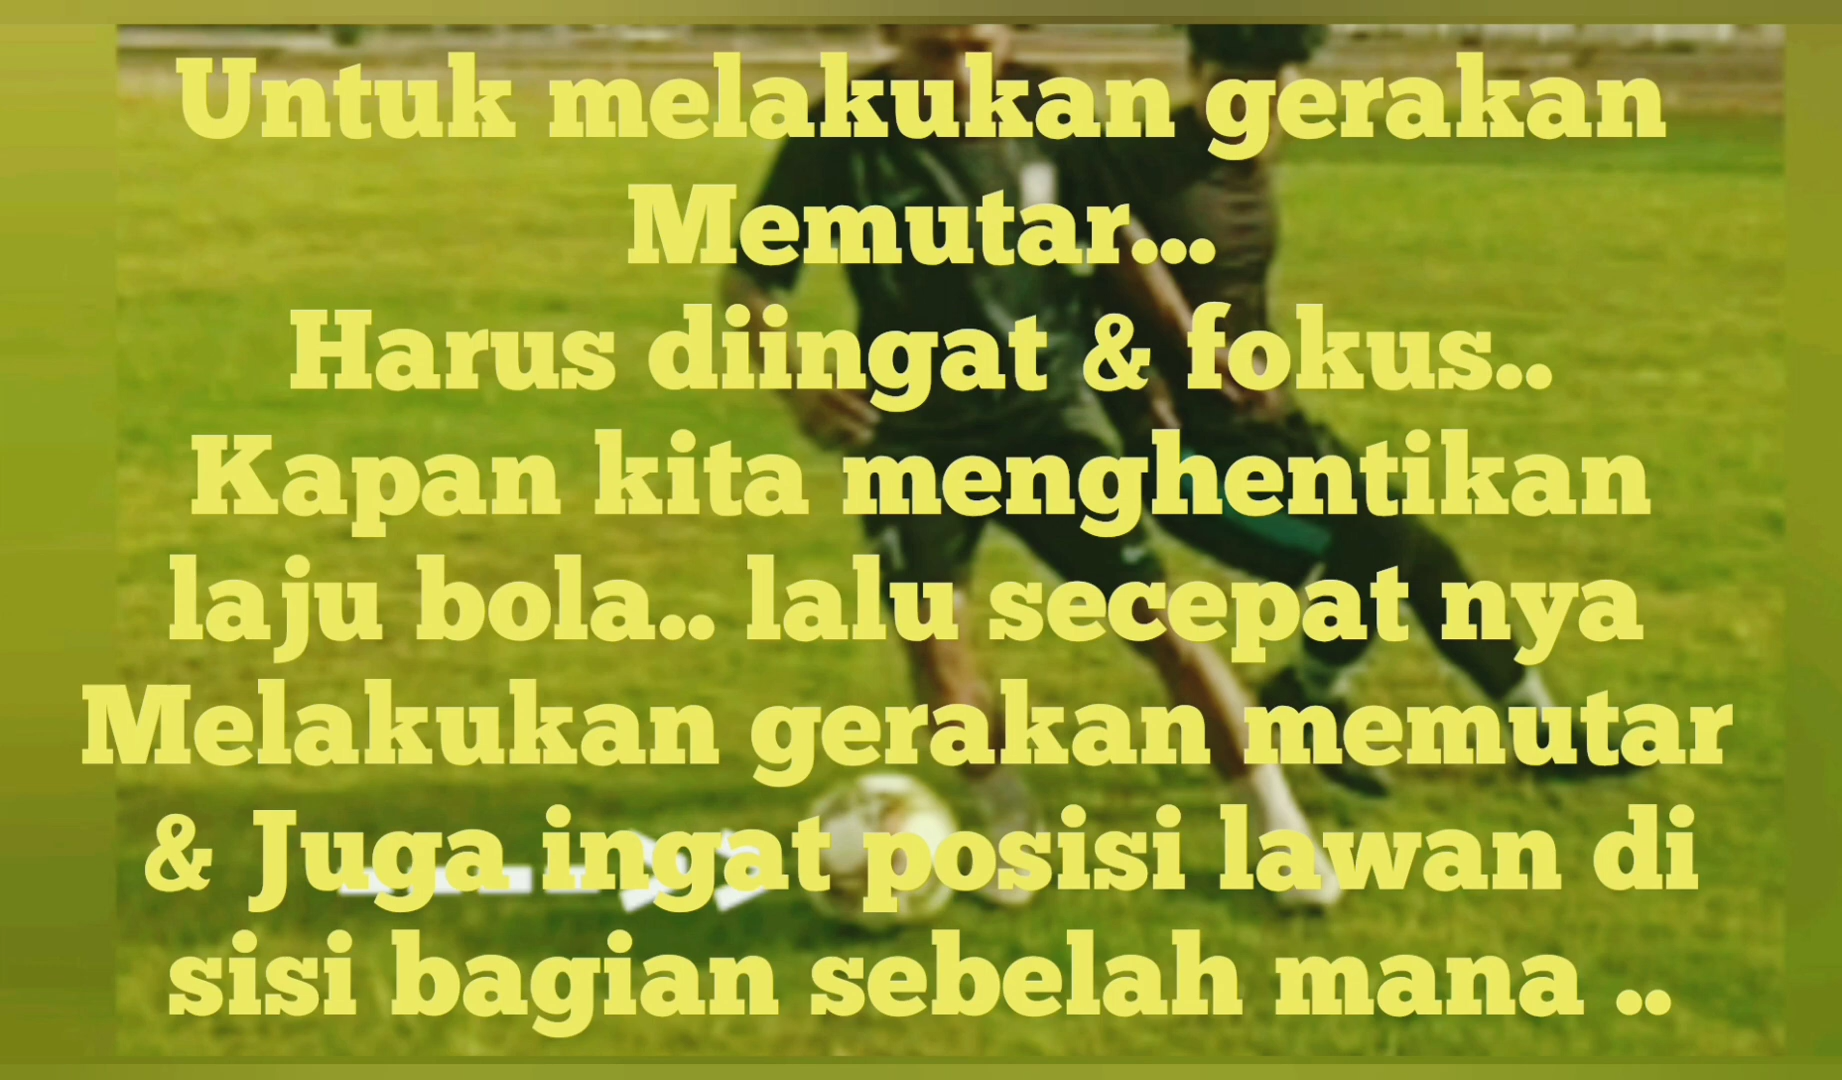 Untuk melakukan gerakan
Memutar...
Harus diingat & fokus..
Kapan kita menghentikan
laju bola.. lalu secepat nya
Melakukan gerakan memutar
& Juga ingat posisi lawan di
sisi bagian sebelah mana ..